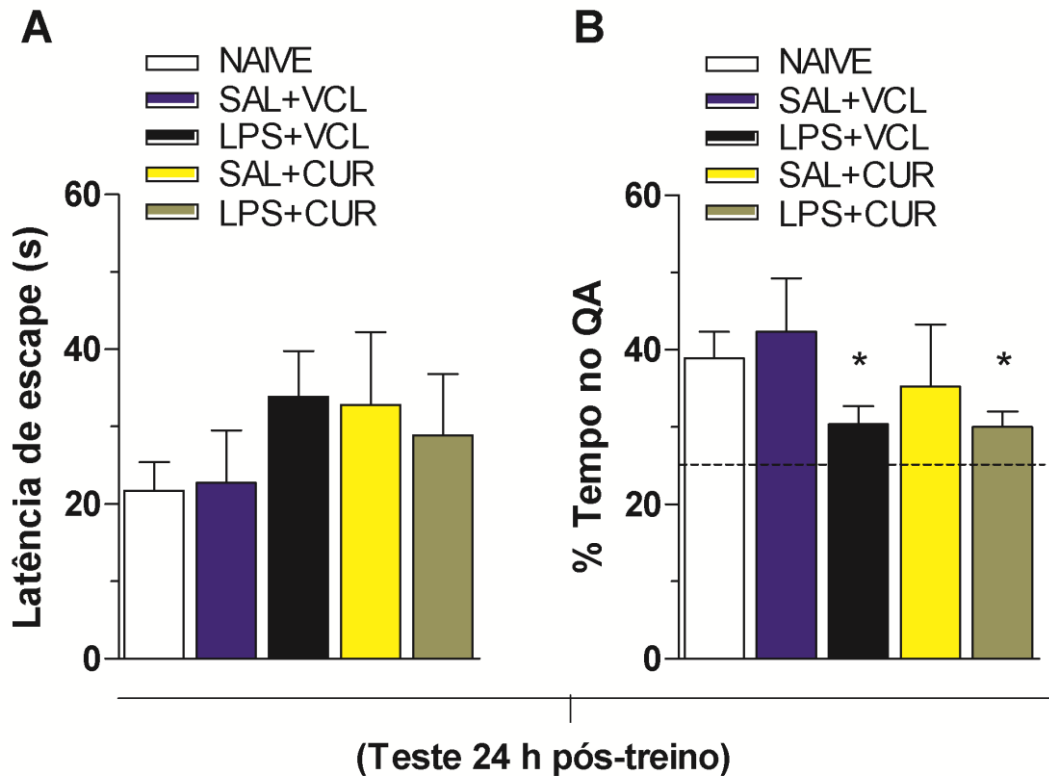 A
NAIVE
SAL+VCL
LPS+VCL
SAL+CUR
LPS+CUR
Latência de escape (s)
60
40
20
0
B
NAIVE
SAL+VCL
LPS+VCL
SAL+CUR
LPS+CUR
% Tempo no QA
60
40
20
0
*
*
(Teste 24 h pós-treino)